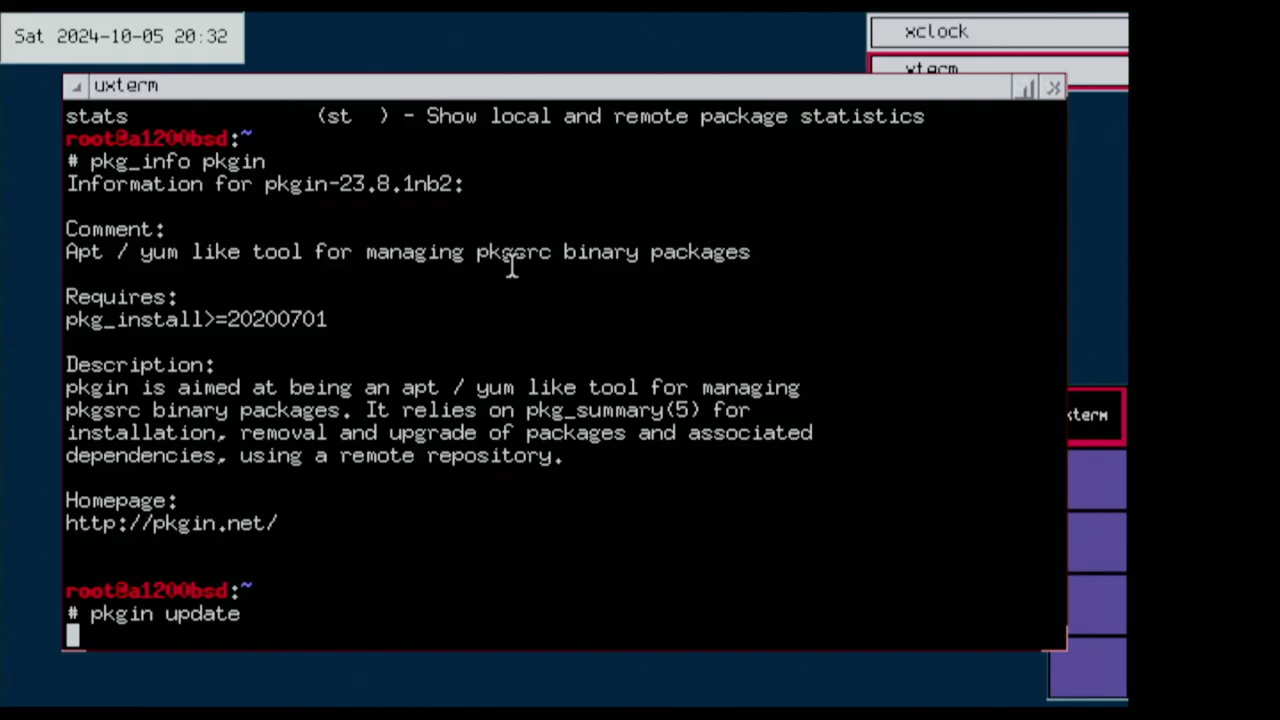 Sat 2024-10-05 20:32
xclock
xterm
uxterm
stats (st ) - Show local and remote package statistics
root@a1200bsd:~
# pkg_info pkgin
Information for pkgin-23.8.1nb2:
Comment:
Apt / yum like tool for managing pkgsrc binary packages
Requires:
pkg_install>=20200701
Description:
pkgin is aimed at being an apt / yum like tool for managing
pkgsrc binary packages. It relies on pkg_summary(5) for
installation, removal and upgrade of packages and associated
dependencies, using a remote repository.
Homepage:
http://pkgin.net/
root@a1200bsd:~
# pkgin update
xterm